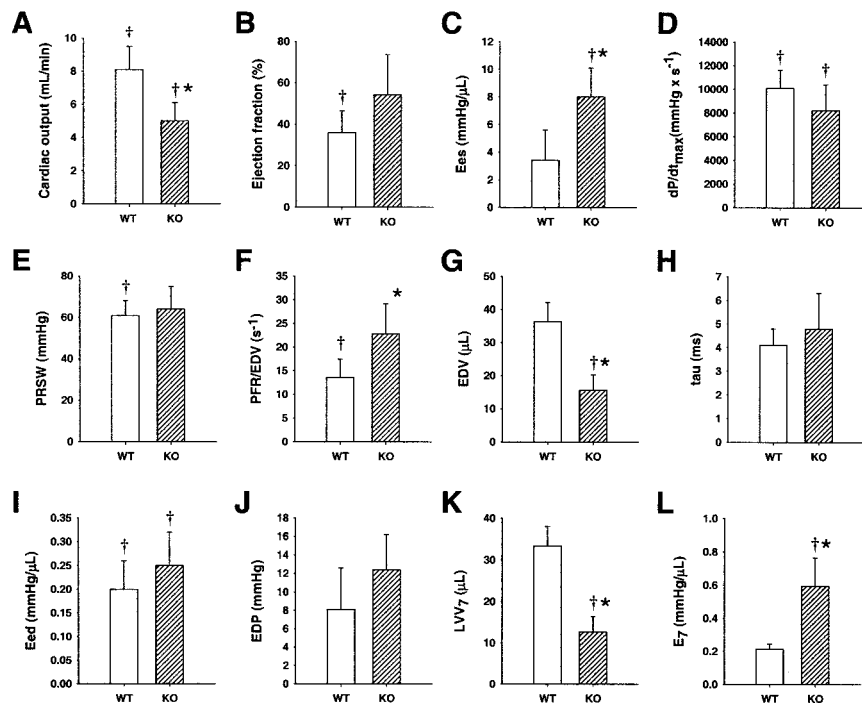 A
Cardiac output (mL/min)
10
8
6
4
2
0
†
†*
WT
KO
B
Ejection fraction (%)
80
60
40
20
0
†
WT
KO
C
Ees (mmHg/μL)
12
10
8
6
4
2
0
†*
WT
KO
D
dP/dtmax(mmHg x s-1)
14000
12000
10000
8000
6000
4000
2000
0
†
†
WT
KO
E
PRSW (mmHg)
80
60
40
20
0
†
WT
KO
F
PFR/EDV (s-1)
35
30
25
20
15
10
5
0
†
*
WT
KO
G
EDV (μL)
50
40
30
20
10
0
†*
WT
KO
H
tau (ms)
7
6
5
4
3
2
1
0
WT
KO
I
Eed (mmHg/μL)
0.35
0.30
0.25
0.20
0.15
0.10
0.05
0.00
†
†
WT
KO
J
EDP (mmHg)
18
16
14
12
10
8
6
4
2
0
WT
KO
K
LVV7 (μL)
40
30
20
10
0
†*
WT
KO
L
E7 (mmHg/μL)
1.0
0.8
0.6
0.4
0.2
0.0
†*
WT
KO